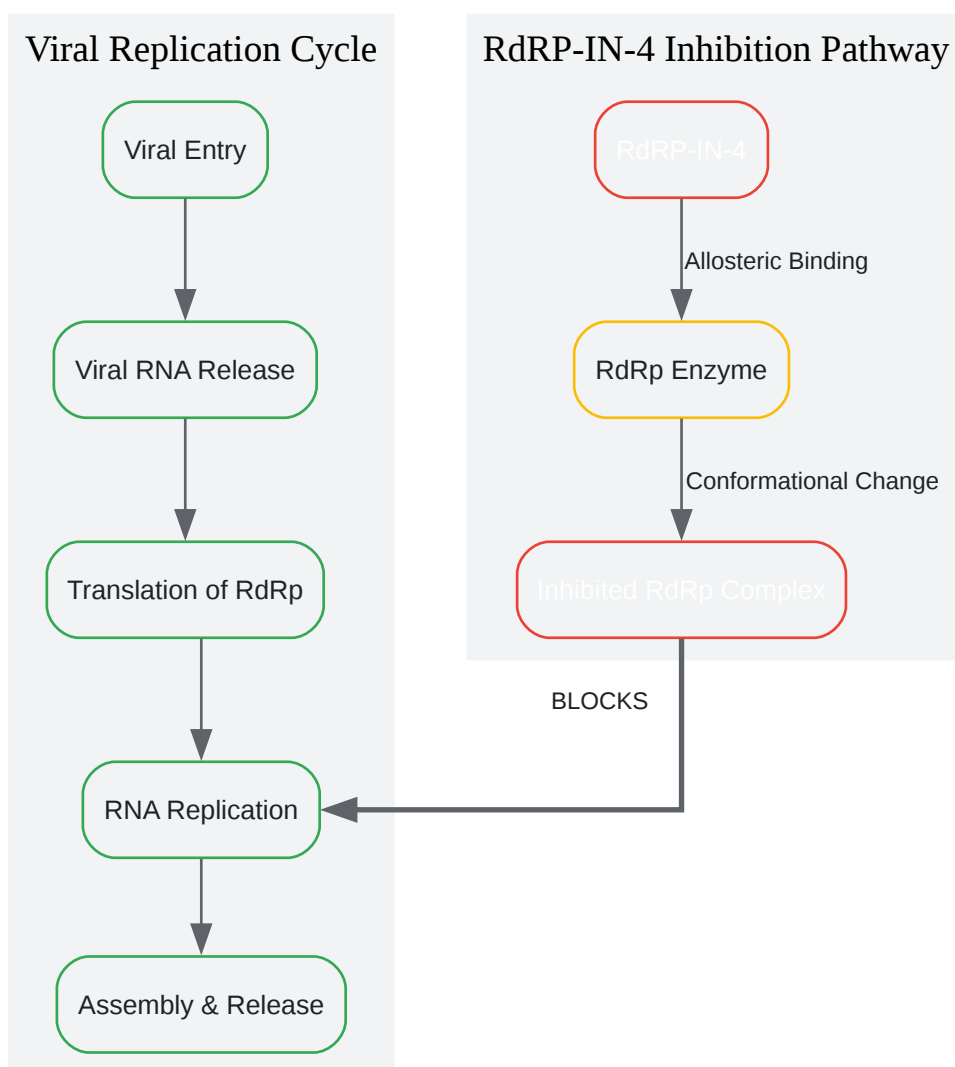 Viral Replication Cycle
Viral Entry
Viral RNA Release
Translation of RdRp
RNA Replication
Assembly & Release
RdRP-IN-4 Inhibition Pathway
RdRP-IN-4
Allosteric Binding
RdRp Enzyme
Conformational Change
Inhibited RdRp Complex
BLOCKS